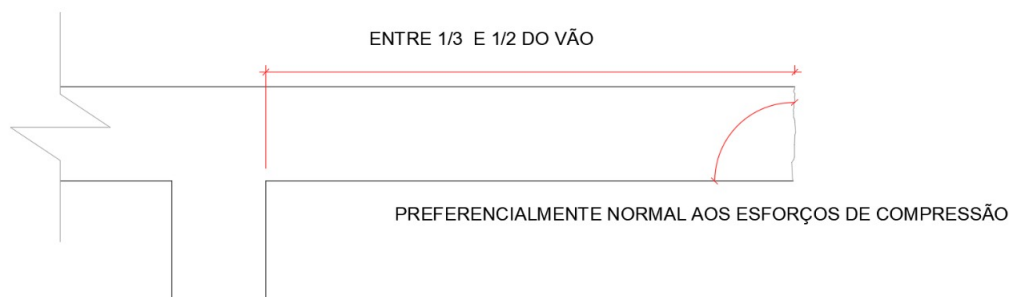 ENTRE 1/3 E 1/2 DO VÃO
PREFERENCIALMENTE NORMAL AOS ESFORÇOS DE COMPRESSÃO